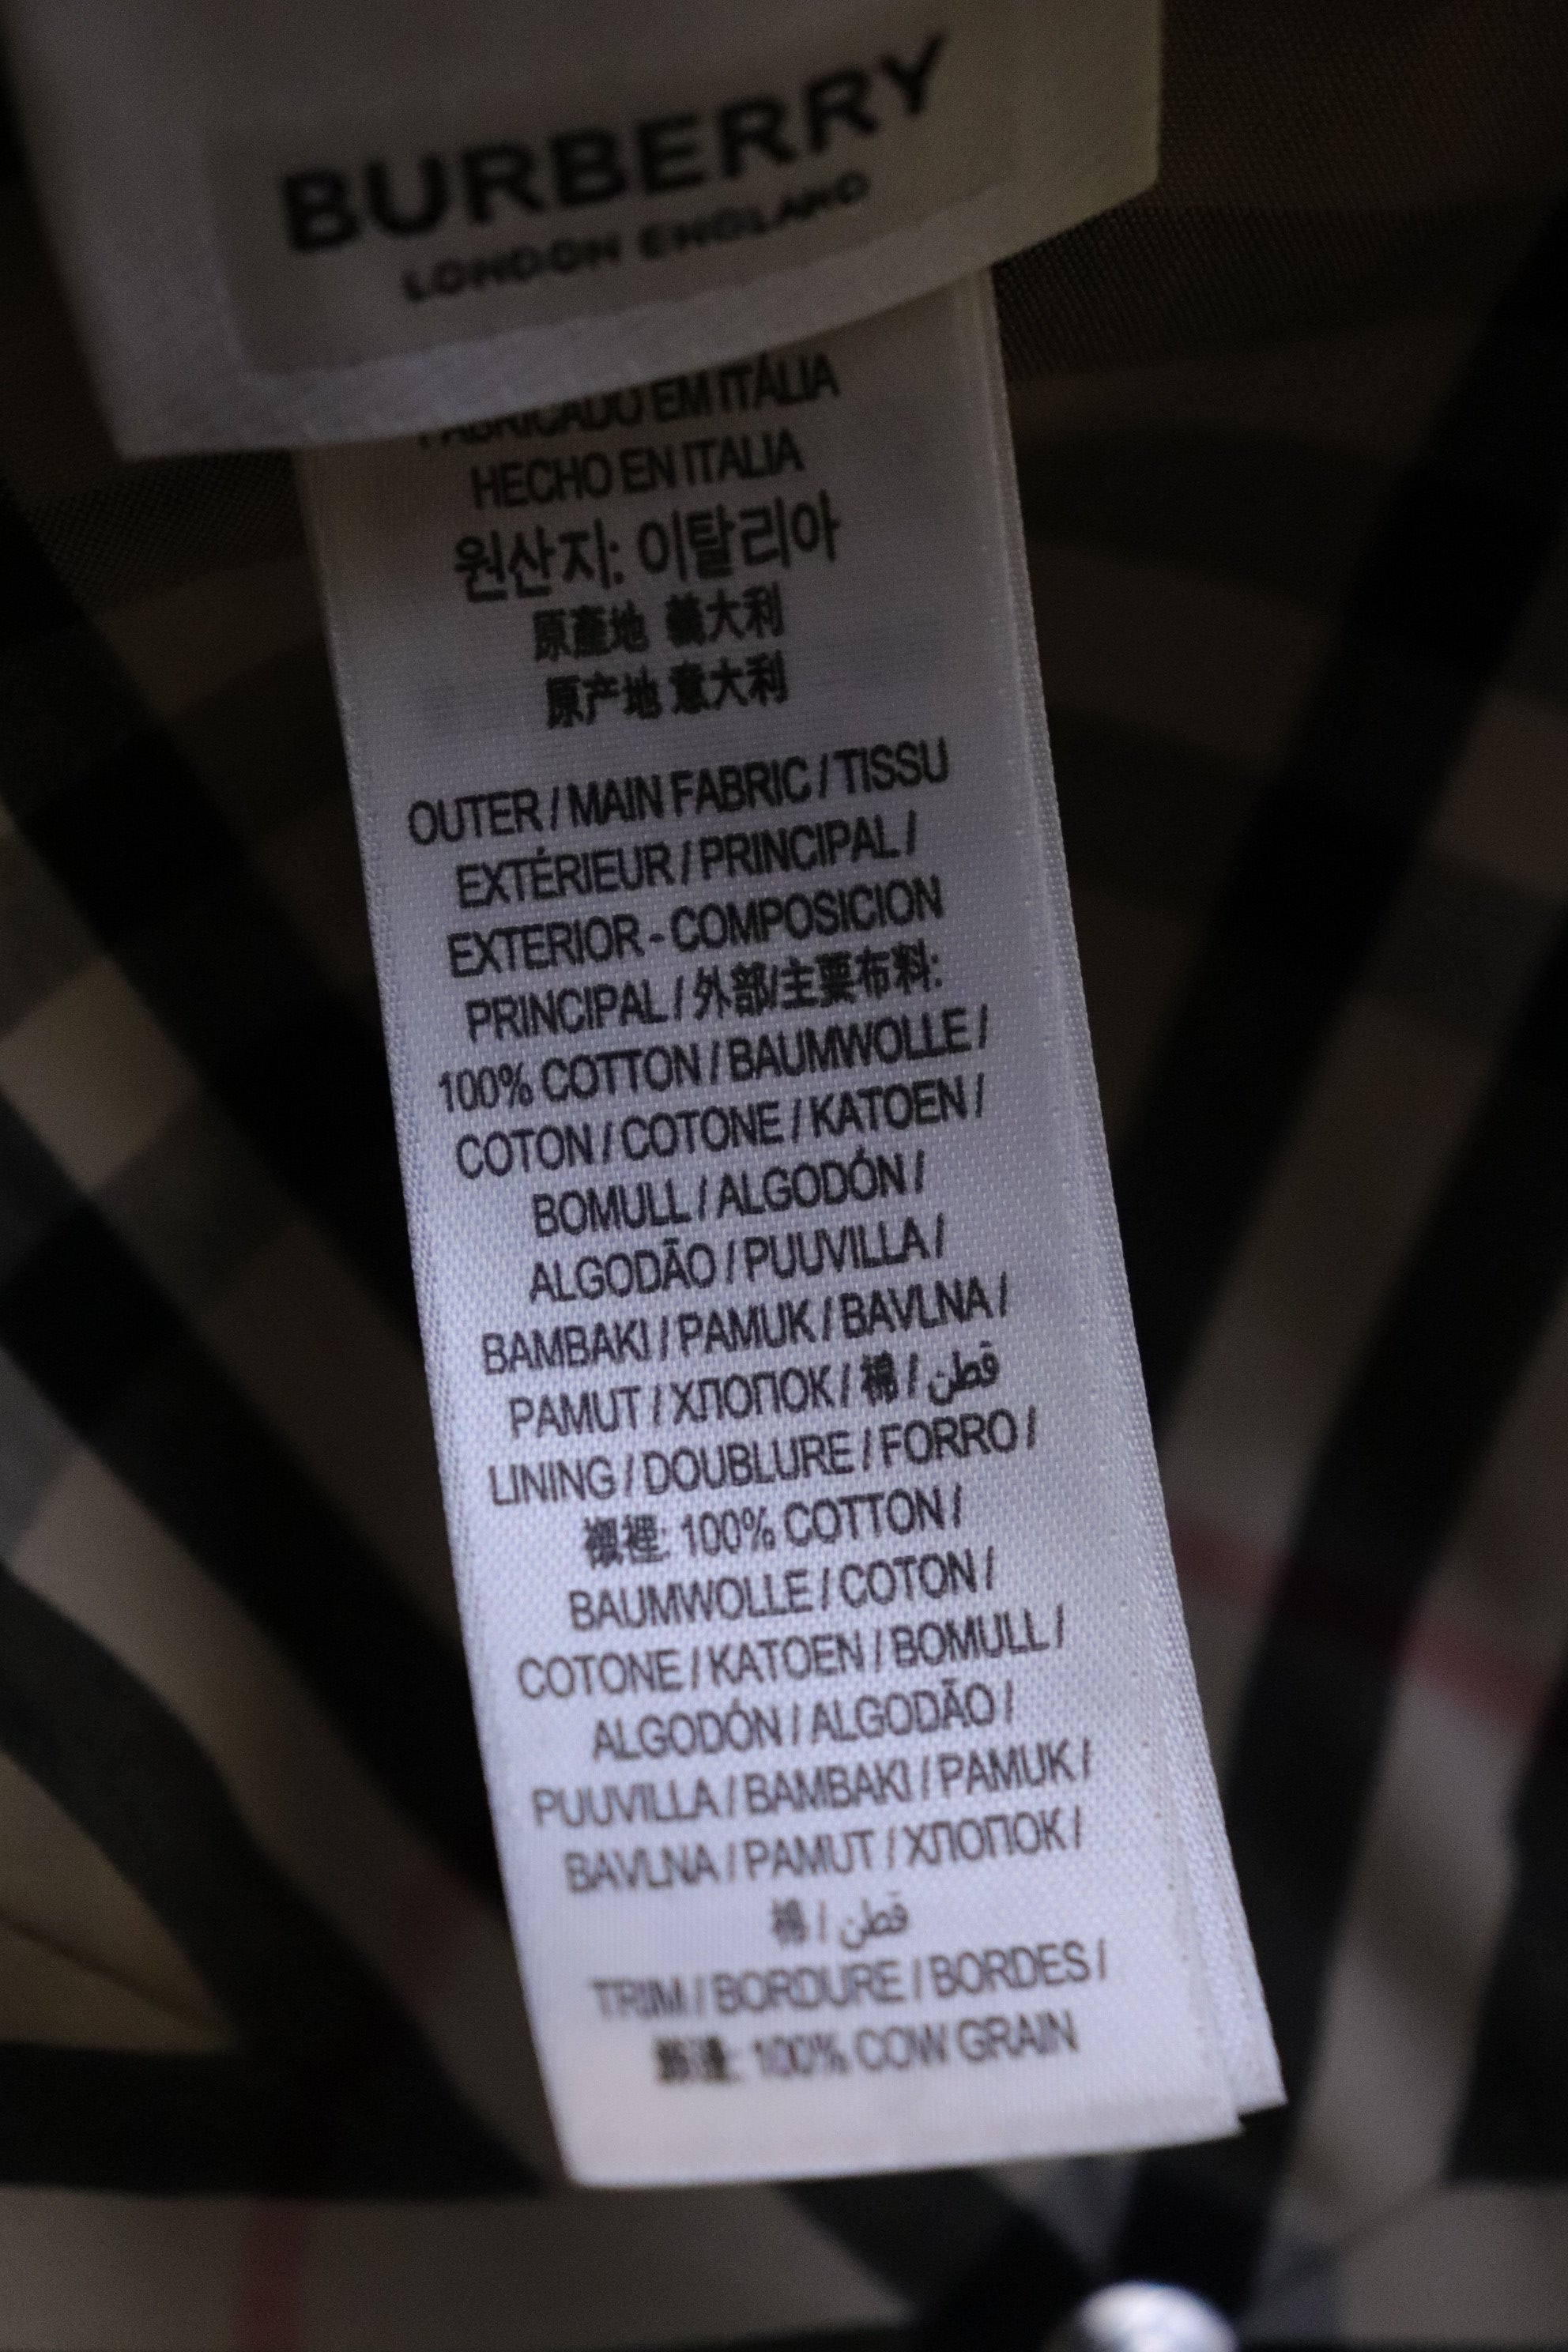 BURBERRY
LONDON ENGLAND
FABRICADO EM ITÁLIA
HECHO EN ITALIA
원산지: 이탈리아
原產地 義大利
原产地 意大利
OUTER / MAIN FABRIC / TISSU
EXTÉRIEUR / PRINCIPAL /
EXTERIOR - COMPOSICION
PRINCIPAL / 外部/主要布料:
100% COTTON / BAUMWOLLE /
COTON / COTONE / KATOEN /
BOMULL / ALGODÓN /
ALGODÃO / PUUVILLA /
BAMBAKI / PAMUK / BAVLNA /
PAMUT / ХЛОПОК / 棉 / قطن
LINING / DOUBLURE / FORRO /
襯裡: 100% COTTON /
BAUMWOLLE / COTON /
COTONE / KATOEN / BOMULL /
ALGODÓN / ALGODÃO /
PUUVILLA / BAMBAKI / PAMUK /
BAVLNA / PAMUT / ХЛОПОК /
棉 / قطن
TRIM / BORDURE / BORDES /
100% COW GRAIN